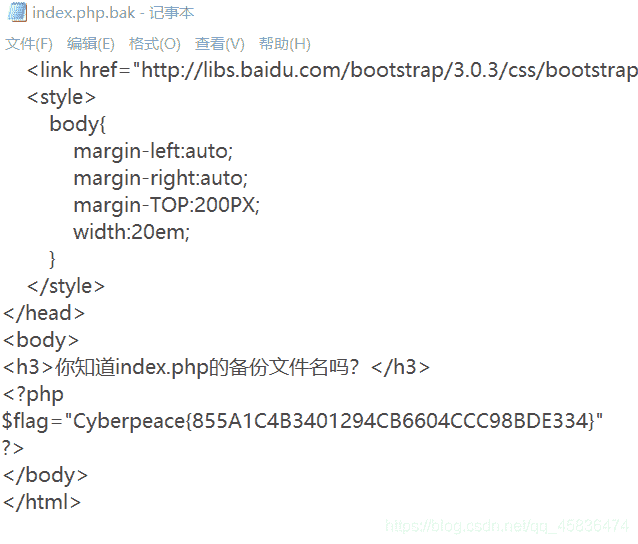 index.php.bak - 记事本
文件(F) 编辑(E) 格式(O) 查看(V) 帮助(H)
<link href="http://libs.baidu.com/bootstrap/3.0.3/css/bootstrap
<style>
body{
margin-left:auto;
margin-right:auto;
margin-TOP:200PX;
width:20em;
}
</style>
</head>
<body>
<h3>你知道index.php的备份文件名吗？</h3>
<?php
$flag="Cyberpeace{855A1C4B3401294CB6604CCC98BDE334}"
?>
</body>
</html>
https://blog.csdn.net/qq_45836474